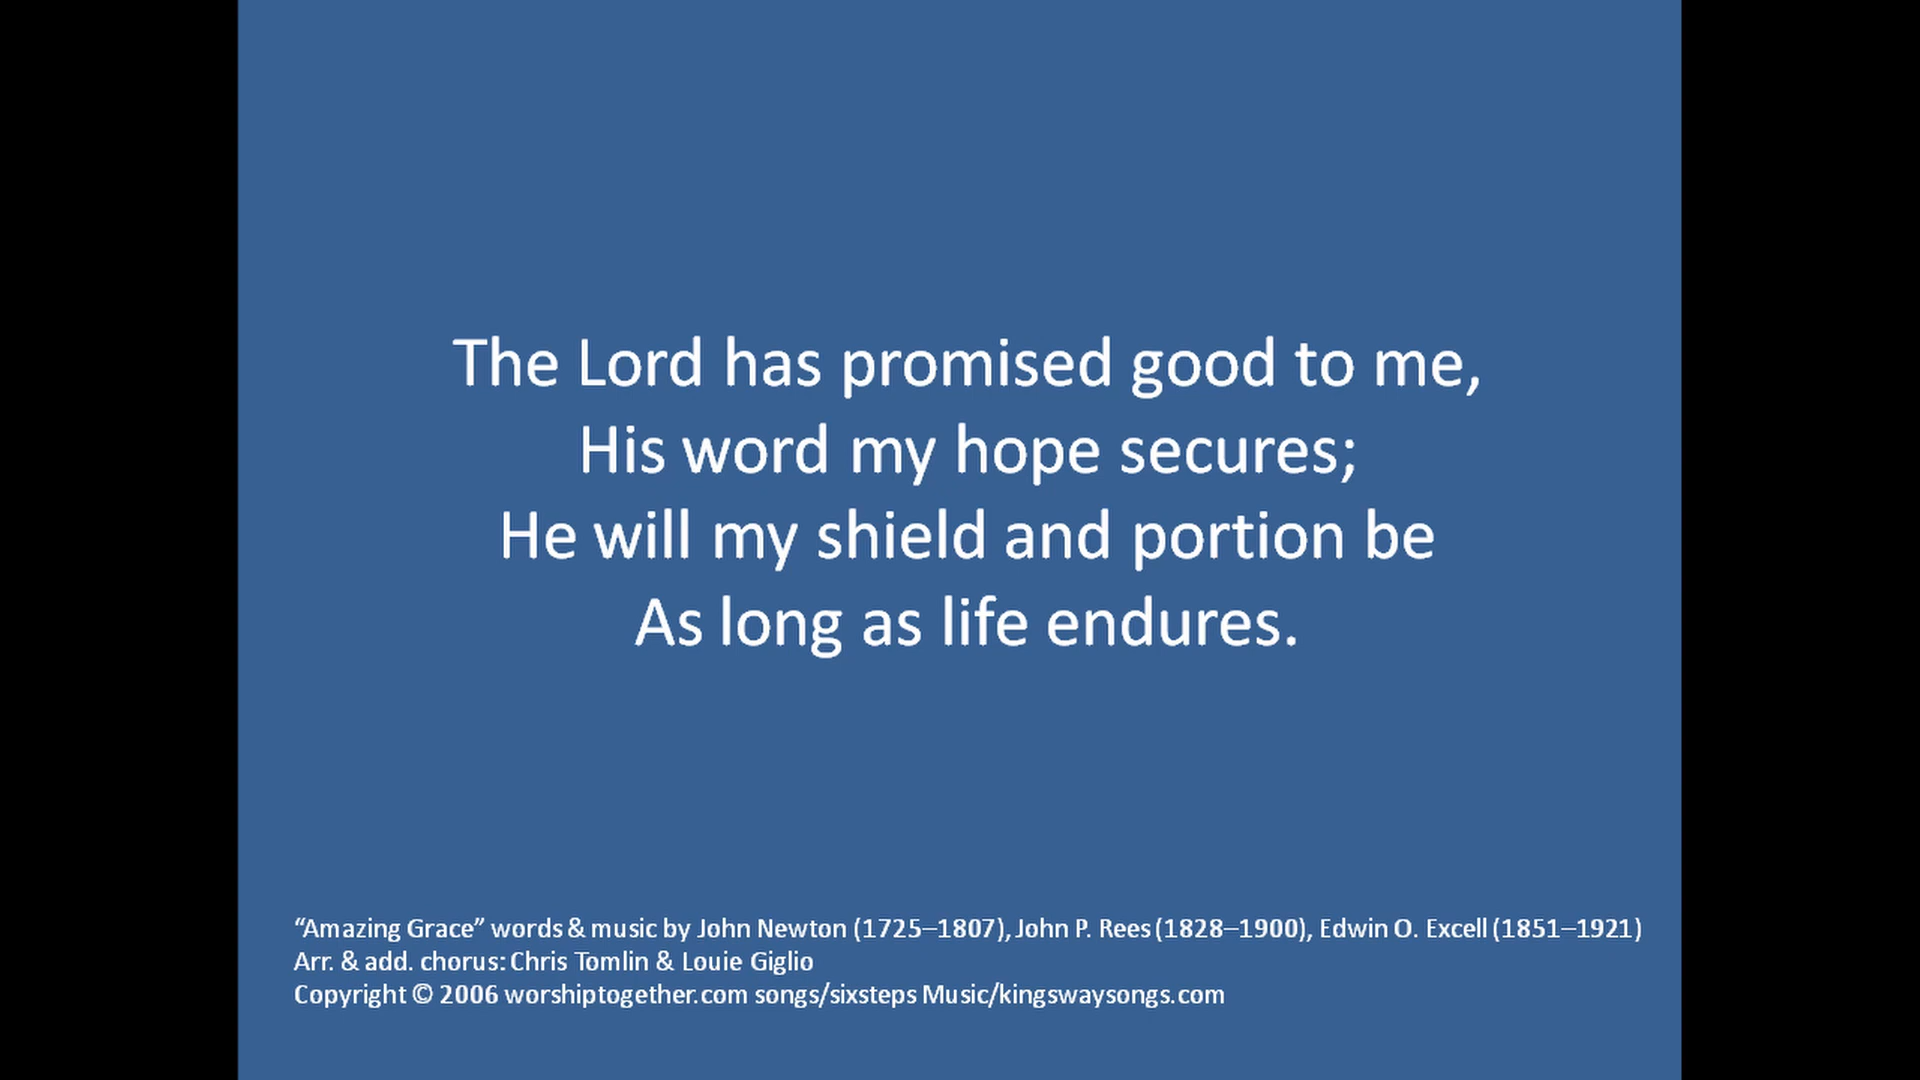 The Lord has promised good to me,
His word my hope secures;
He will my shield and portion be
As long as life endures.
“Amazing Grace” words & music by John Newton (1725–1807), John P. Rees (1828–1900), Edwin O. Excell (1851–1921)
Arr. & add. chorus: Chris Tomlin & Louie Giglio
Copyright © 2006 worshiptogether.com songs/sixsteps Music/kingswaysongs.com